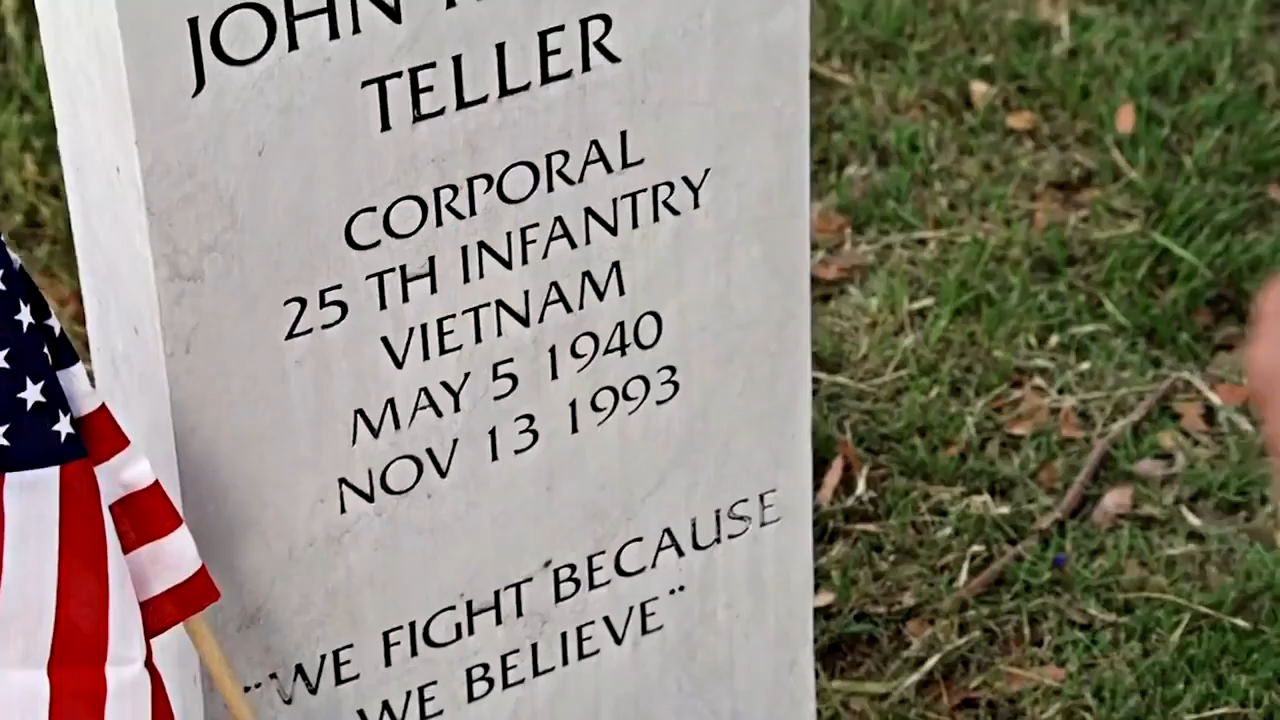 JOHN
TELLER
CORPORAL
25 TH INFANTRY
VIETNAM
MAY 5 1940
NOV 13 1993
"WE FIGHT BECAUSE
WE BELIEVE"